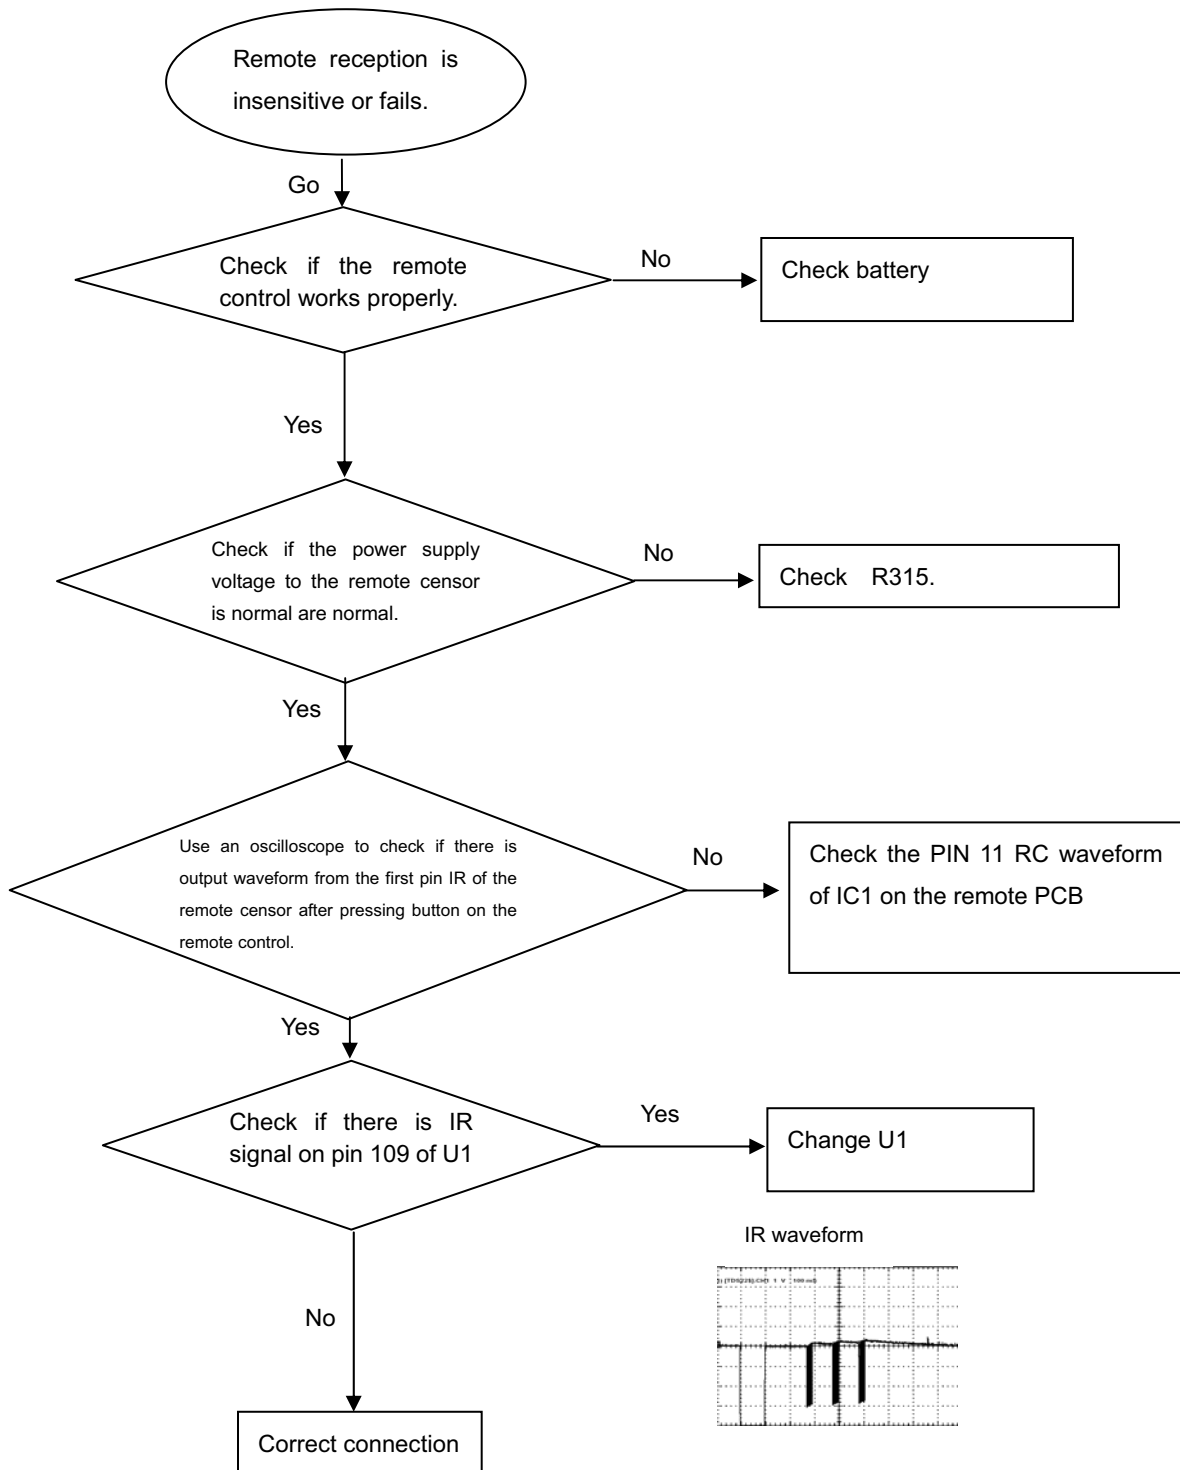 Remote reception is
insensitive or fails.
Go
Check if the remote
control works properly.
No
Check battery
Yes
Check if the power supply
voltage to the remote censor
is normal are normal.
No
Check R315.
Yes
Use an oscilloscope to check if there is
output waveform from the first pin IR of the
remote censor after pressing button on the
remote control.
No
Check the PIN 11 RC waveform
of IC1 on the remote PCB
Yes
Check if there is IR
signal on pin 109 of U1
Yes
Change U1
IR waveform
No
Correct connection